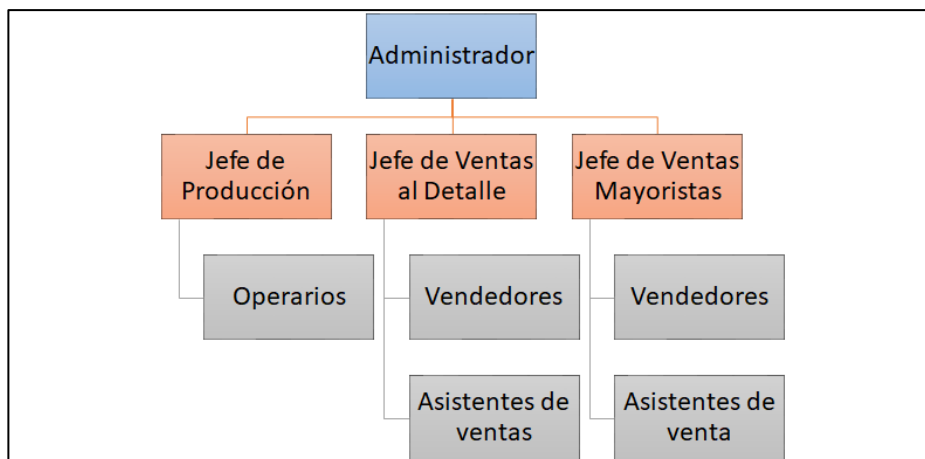 Administrador
Jefe de
Producción
Jefe de Ventas
al Detalle
Jefe de Ventas
Mayoristas
Operarios
Vendedores
Vendedores
Asistentes de
ventas
Asistentes de
venta